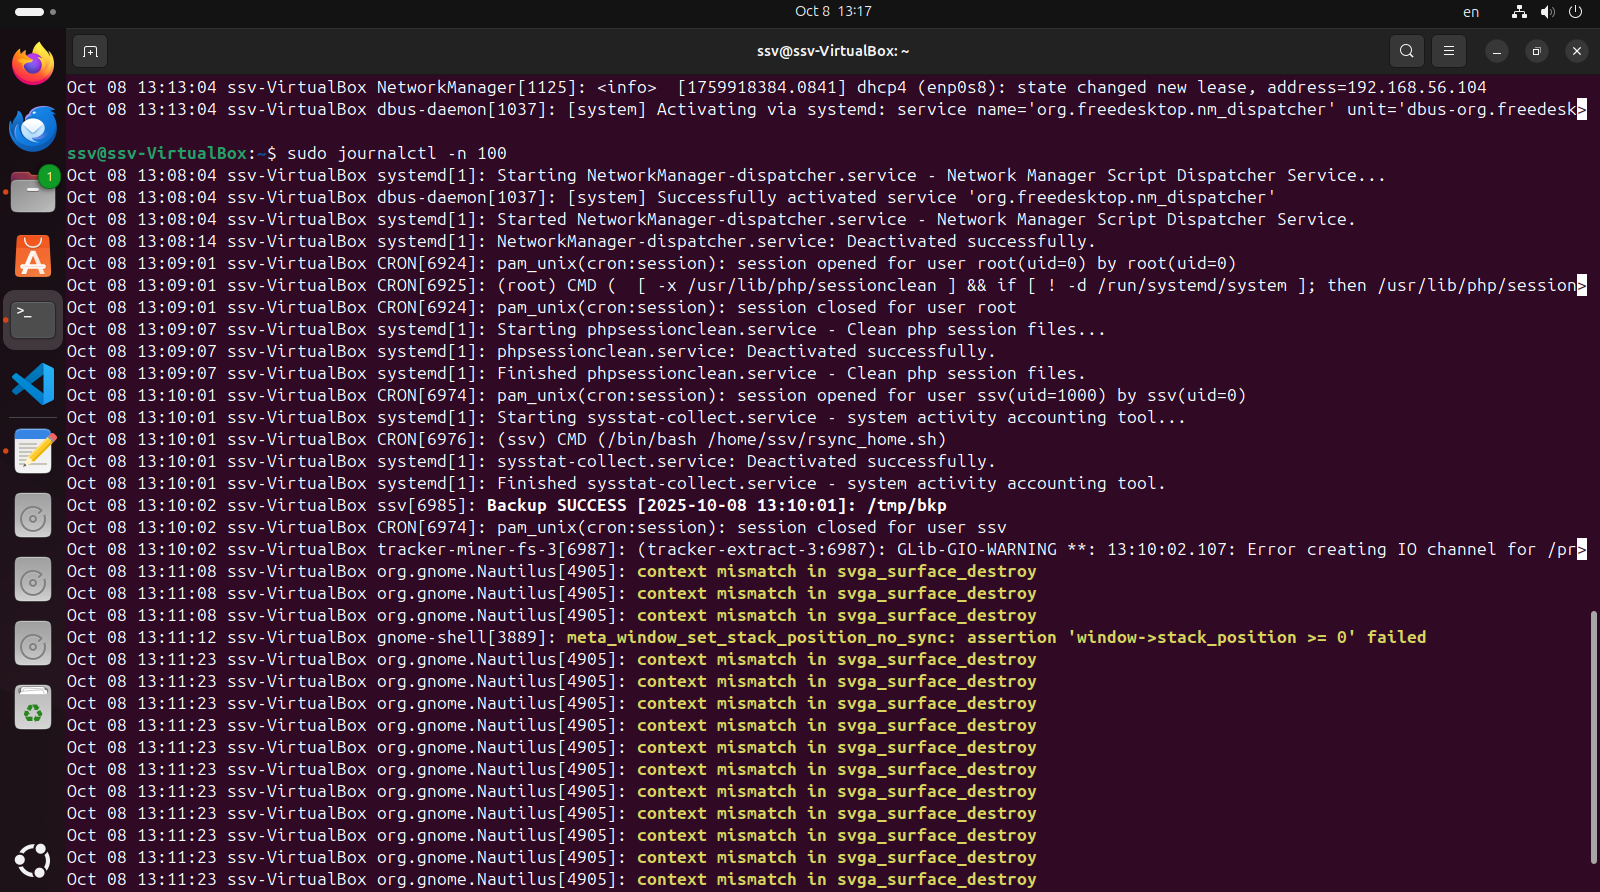 Oct 8 13:17
en
ssv@ssv-VirtualBox: ~
Oct 08 13:13:04 ssv-VirtualBox NetworkManager[1125]: <info>  [1759918384.0841] dhcp4 (enp0s8): state changed new lease, address=192.168.56.104
Oct 08 13:13:04 ssv-VirtualBox dbus-daemon[1037]: [system] Activating via systemd: service name='org.freedesktop.nm_dispatcher' unit='dbus-org.freedesk>
ssv@ssv-VirtualBox:~$ sudo journalctl -n 100
Oct 08 13:08:04 ssv-VirtualBox systemd[1]: Starting NetworkManager-dispatcher.service - Network Manager Script Dispatcher Service...
Oct 08 13:08:04 ssv-VirtualBox dbus-daemon[1037]: [system] Successfully activated service 'org.freedesktop.nm_dispatcher'
Oct 08 13:08:04 ssv-VirtualBox systemd[1]: Started NetworkManager-dispatcher.service - Network Manager Script Dispatcher Service.
Oct 08 13:08:14 ssv-VirtualBox systemd[1]: NetworkManager-dispatcher.service: Deactivated successfully.
Oct 08 13:09:01 ssv-VirtualBox CRON[6924]: pam_unix(cron:session): session opened for user root(uid=0) by root(uid=0)
Oct 08 13:09:01 ssv-VirtualBox CRON[6925]: (root) CMD (  [ -x /usr/lib/php/sessionclean ] && if [ ! -d /run/systemd/system ]; then /usr/lib/php/session>
Oct 08 13:09:01 ssv-VirtualBox CRON[6924]: pam_unix(cron:session): session closed for user root
Oct 08 13:09:07 ssv-VirtualBox systemd[1]: Starting phpsessionclean.service - Clean php session files...
Oct 08 13:09:07 ssv-VirtualBox systemd[1]: phpsessionclean.service: Deactivated successfully.
Oct 08 13:09:07 ssv-VirtualBox systemd[1]: Finished phpsessionclean.service - Clean php session files.
Oct 08 13:10:01 ssv-VirtualBox CRON[6974]: pam_unix(cron:session): session opened for user ssv(uid=1000) by ssv(uid=0)
Oct 08 13:10:01 ssv-VirtualBox systemd[1]: Starting sysstat-collect.service - system activity accounting tool...
Oct 08 13:10:01 ssv-VirtualBox CRON[6976]: (ssv) CMD (/bin/bash /home/ssv/rsync_home.sh)
Oct 08 13:10:01 ssv-VirtualBox systemd[1]: sysstat-collect.service: Deactivated successfully.
Oct 08 13:10:01 ssv-VirtualBox systemd[1]: Finished sysstat-collect.service - system activity accounting tool.
Oct 08 13:10:02 ssv-VirtualBox ssv[6985]: Backup SUCCESS [2025-10-08 13:10:01]: /tmp/bkp
Oct 08 13:10:02 ssv-VirtualBox CRON[6974]: pam_unix(cron:session): session closed for user ssv
Oct 08 13:10:02 ssv-VirtualBox tracker-miner-fs-3[6987]: (tracker-extract-3:6987): GLib-GIO-WARNING **: 13:10:02.107: Error creating IO channel for /pr>
Oct 08 13:11:08 ssv-VirtualBox org.gnome.Nautilus[4905]: context mismatch in svga_surface_destroy
Oct 08 13:11:08 ssv-VirtualBox org.gnome.Nautilus[4905]: context mismatch in svga_surface_destroy
Oct 08 13:11:08 ssv-VirtualBox org.gnome.Nautilus[4905]: context mismatch in svga_surface_destroy
Oct 08 13:11:12 ssv-VirtualBox gnome-shell[3889]: meta_window_set_stack_position_no_sync: assertion 'window->stack_position >= 0' failed
Oct 08 13:11:23 ssv-VirtualBox org.gnome.Nautilus[4905]: context mismatch in svga_surface_destroy
Oct 08 13:11:23 ssv-VirtualBox org.gnome.Nautilus[4905]: context mismatch in svga_surface_destroy
Oct 08 13:11:23 ssv-VirtualBox org.gnome.Nautilus[4905]: context mismatch in svga_surface_destroy
Oct 08 13:11:23 ssv-VirtualBox org.gnome.Nautilus[4905]: context mismatch in svga_surface_destroy
Oct 08 13:11:23 ssv-VirtualBox org.gnome.Nautilus[4905]: context mismatch in svga_surface_destroy
Oct 08 13:11:23 ssv-VirtualBox org.gnome.Nautilus[4905]: context mismatch in svga_surface_destroy
Oct 08 13:11:23 ssv-VirtualBox org.gnome.Nautilus[4905]: context mismatch in svga_surface_destroy
Oct 08 13:11:23 ssv-VirtualBox org.gnome.Nautilus[4905]: context mismatch in svga_surface_destroy
Oct 08 13:11:23 ssv-VirtualBox org.gnome.Nautilus[4905]: context mismatch in svga_surface_destroy
Oct 08 13:11:23 ssv-VirtualBox org.gnome.Nautilus[4905]: context mismatch in svga_surface_destroy
Oct 08 13:11:23 ssv-VirtualBox org.gnome.Nautilus[4905]: context mismatch in svga_surface_destroy
1
>_